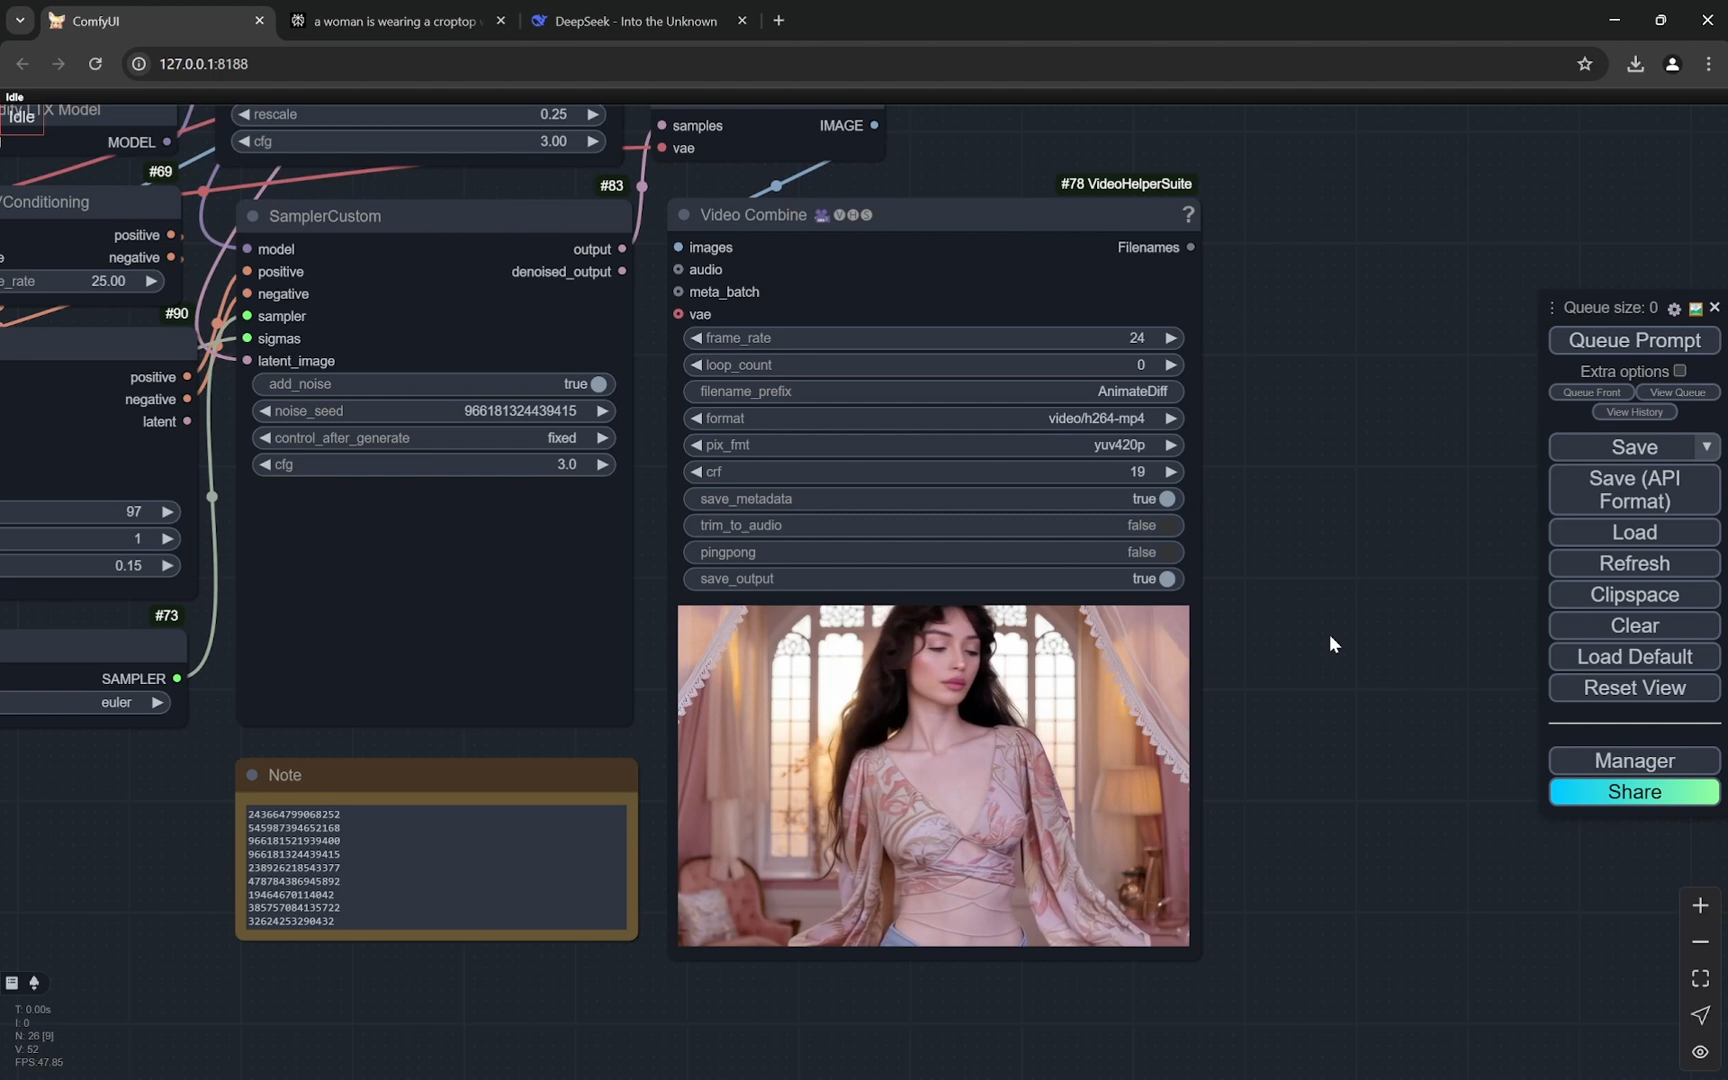 ComfyUI
a woman is wearing a croptop
DeepSeek - Into the Unknown
127.0.0.1:8188
Idle
Idle
X Model
MODEL
#69
/Conditioning
positive
negative
e_rate 25.00
#90
positive
negative
latent
97
1
0.15
#73
SAMPLER
euler
rescale 0.25
cfg 3.00
#83
SamplerCustom
model output
positive denoised_output
negative
sampler
sigmas
latent_image
add_noise true
noise_seed 966181324439415
control_after_generate fixed
cfg 3.0
Note
243664799068252
545987394652168
966181521939400
966181324439415
238926218543377
478784386945892
19464670114042
385757084135722
32624253290432
samples IMAGE
vae
#78 VideoHelperSuite
Video Combine VHS ?
images Filenames
audio
meta_batch
vae
frame_rate 24
loop_count 0
filename_prefix AnimateDiff
format video/h264-mp4
pix_fmt yuv420p
crf 19
save_metadata true
trim_to_audio false
pingpong false
save_output true
Queue size: 0
Queue Prompt
Extra options
Queue Front View Queue
View History
Save
Save (API
Format)
Load
Refresh
Clipspace
Clear
Load Default
Reset View
Manager
Share
T: 0.00s
I: 0
N: 26 [9]
V: 52
FPS:47.85